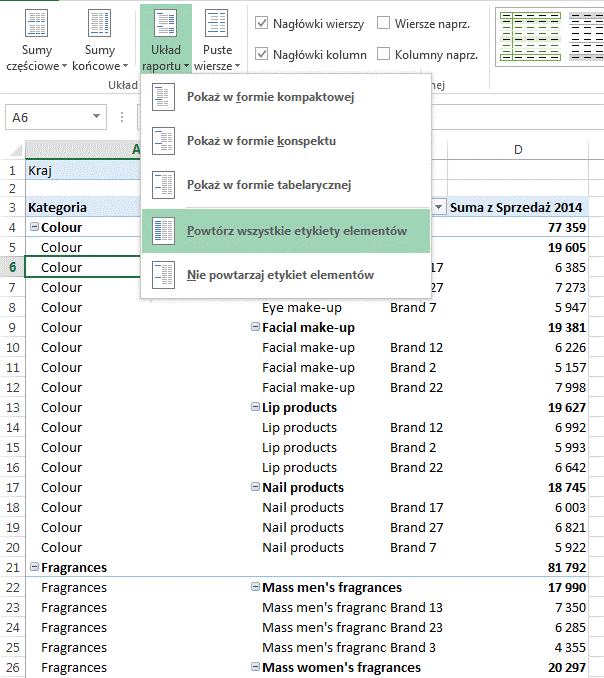 Sumy częściowe
Sumy końcowe
Układ raportu
Puste wiersze
Nagłówki wierszy
Wiersze naprz.
Nagłówki kolumn
Kolumny naprz.
Układ
nej
Pokaż w formie kompaktowej
Pokaż w formie konspektu
Pokaż w formie tabelarycznej
Powtórz wszystkie etykiety elementów
Nie powtarzaj etykiet elementów
A6
A D
1 Kraj
2
3 Kategoria Suma z Sprzedaż 2014
4 Colour 77 359
5 Colour 19 605
6 Colour 17 6 385
7 Colour 27 7 273
8 Colour Eye make-up Brand 7 5 947
9 Colour Facial make-up 19 381
10 Colour Facial make-up Brand 12 6 226
11 Colour Facial make-up Brand 2 5 157
12 Colour Facial make-up Brand 22 7 998
13 Colour Lip products 19 627
14 Colour Lip products Brand 12 6 992
15 Colour Lip products Brand 2 5 993
16 Colour Lip products Brand 22 6 642
17 Colour Nail products 18 745
18 Colour Nail products Brand 17 6 003
19 Colour Nail products Brand 27 6 821
20 Colour Nail products Brand 7 5 922
21 Fragrances 81 792
22 Fragrances Mass men's fragrances 17 990
23 Fragrances Mass men's fragranc Brand 13 7 350
24 Fragrances Mass men's fragranc Brand 23 6 285
25 Fragrances Mass men's fragranc Brand 3 4 355
26 Fragrances Mass women's fragrances 20 297